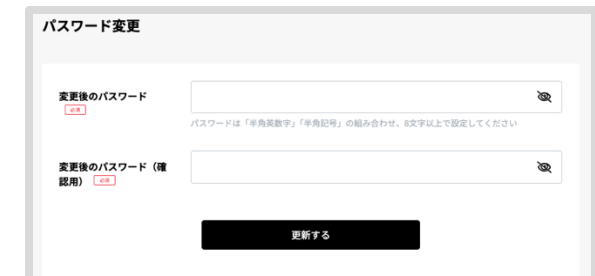 パスワード変更
変更後のパスワード
必須
パスワードは「半角英数字」「半角記号」の組み合わせ、8文字以上で設定してください
変更後のパスワード（確
認用） 必須
更新する